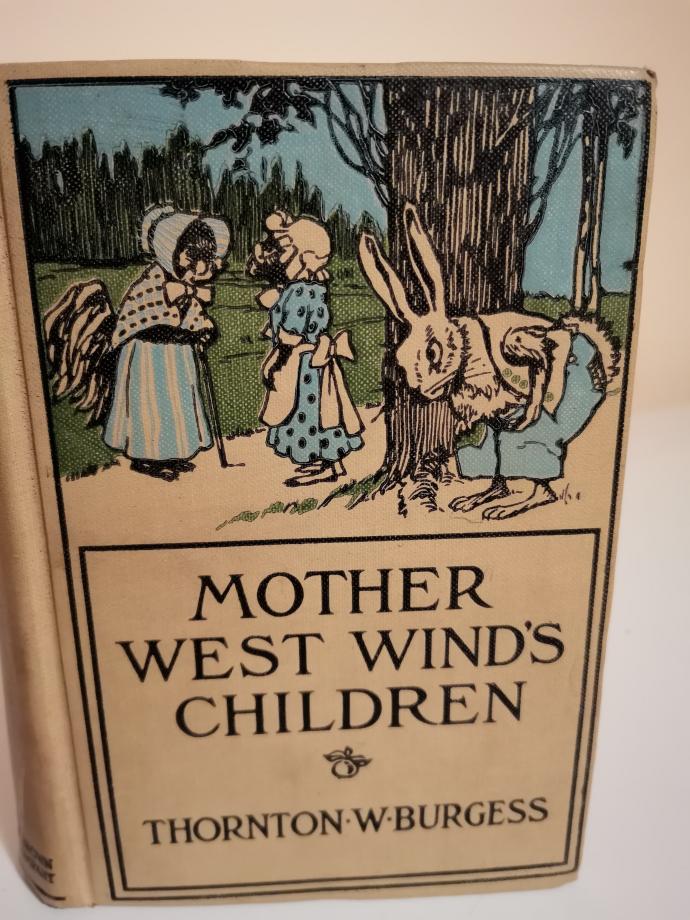 MOTHER
WEST WIND'S
CHILDREN
THORNTON·W·BURGESS